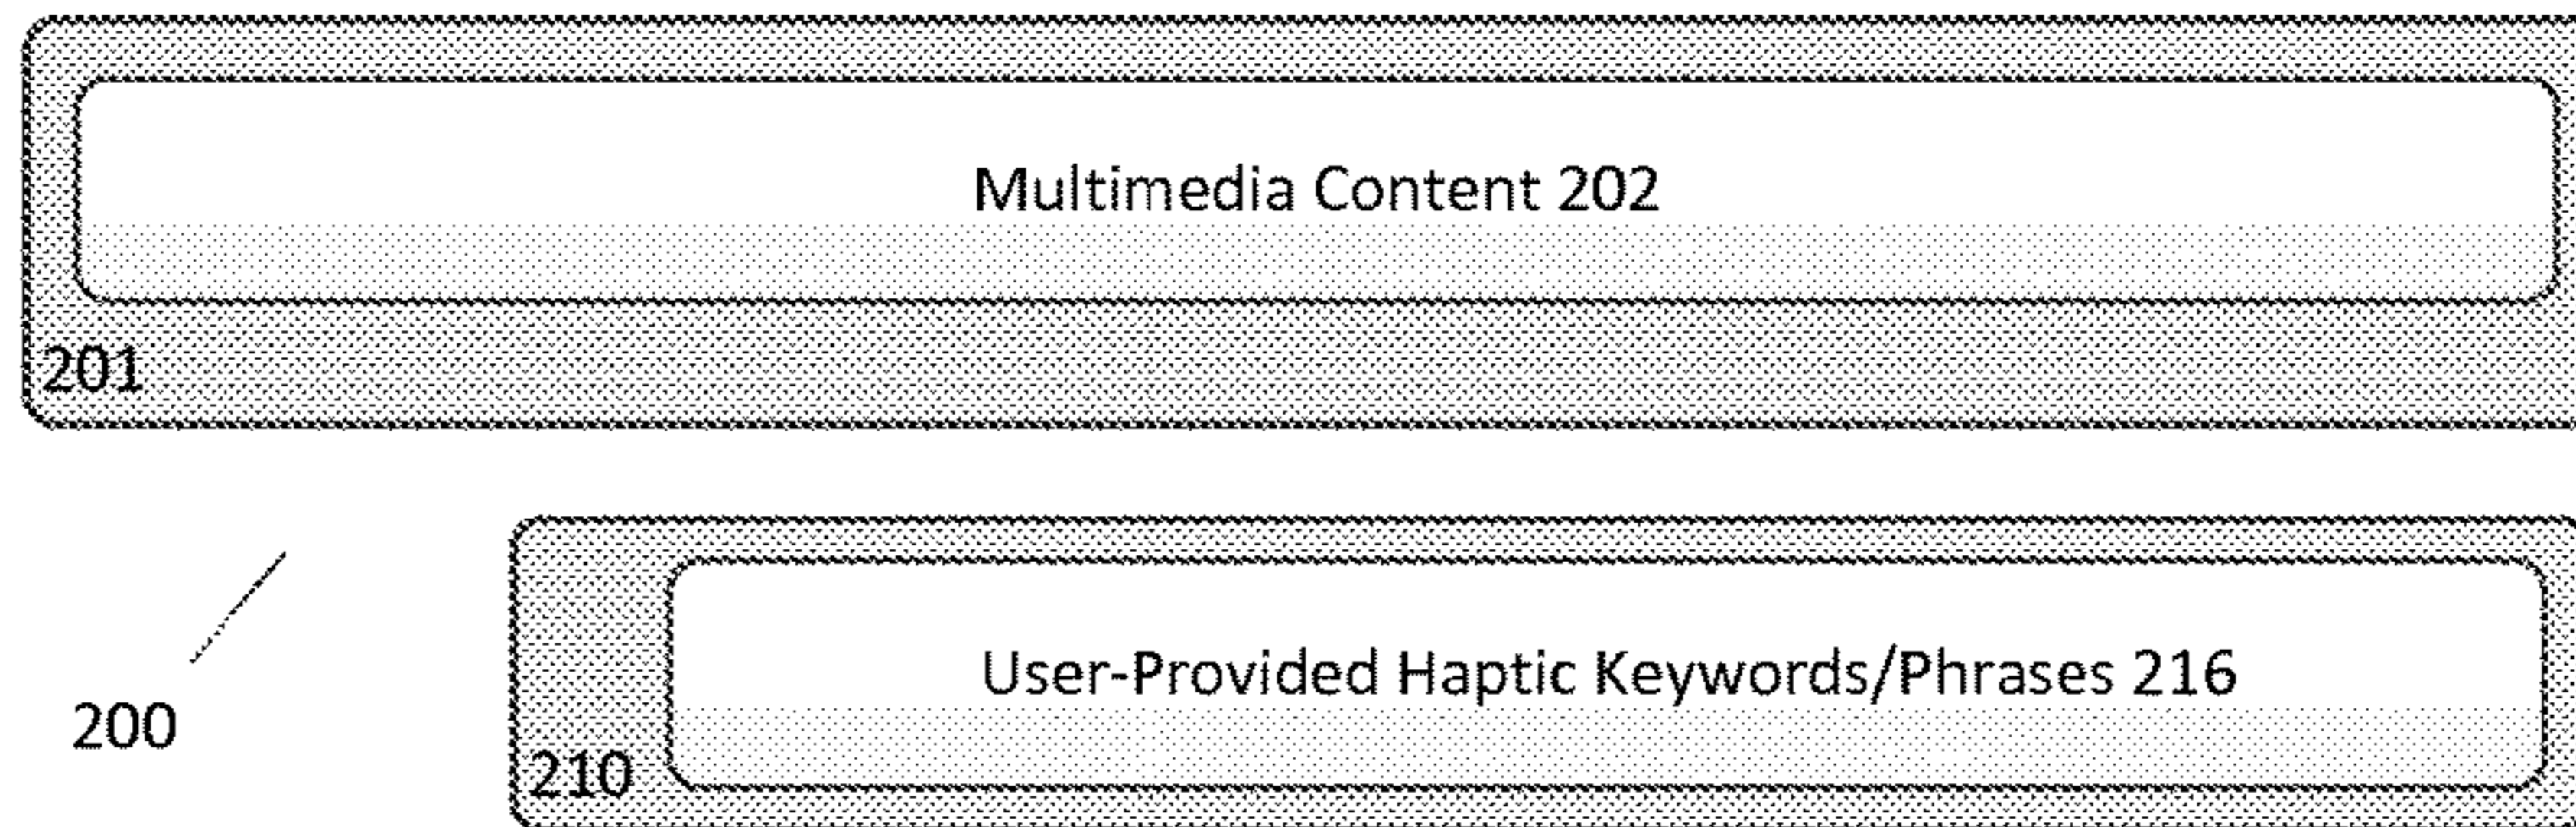 Multimedia Content 202
201
User-Provided Haptic Keywords/Phrases 216
200
210